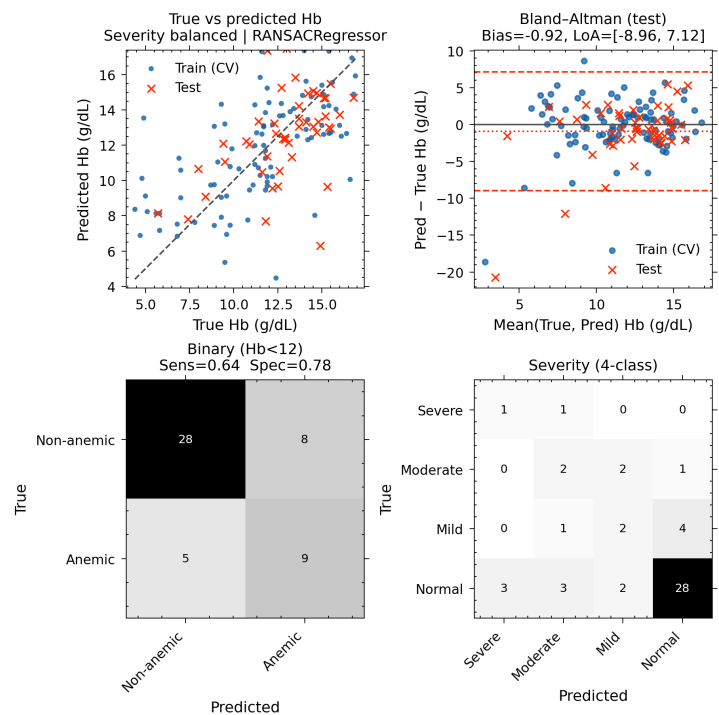 True vs predicted Hb
Severity balanced | RANSACRegressor
Train (CV)
Test
16
14
12
10
8
6
4
Predicted Hb (g/dL)
5.0 7.5 10.0 12.5 15.0
True Hb (g/dL)
Bland–Altman (test)
Bias=-0.92, LoA=[-8.96, 7.12]
10
5
0
−5
−10
−15
−20
Pred − True Hb (g/dL)
Train (CV)
Test
5 10 15
Mean(True, Pred) Hb (g/dL)
Binary (Hb<12)
Sens=0.64 Spec=0.78
Non-anemic 28 8
Anemic 5 9
True
Non-anemic Anemic
Predicted
Severity (4-class)
Severe 1 1 0 0
Moderate 0 2 2 1
Mild 0 1 2 4
Normal 3 3 2 28
True
Severe Moderate Mild Normal
Predicted